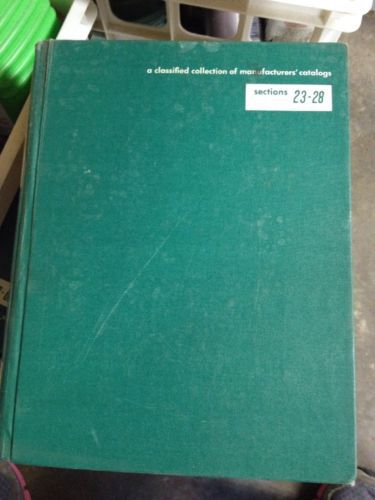 a classified collection of manufacturers' catalogs
sections 23-28